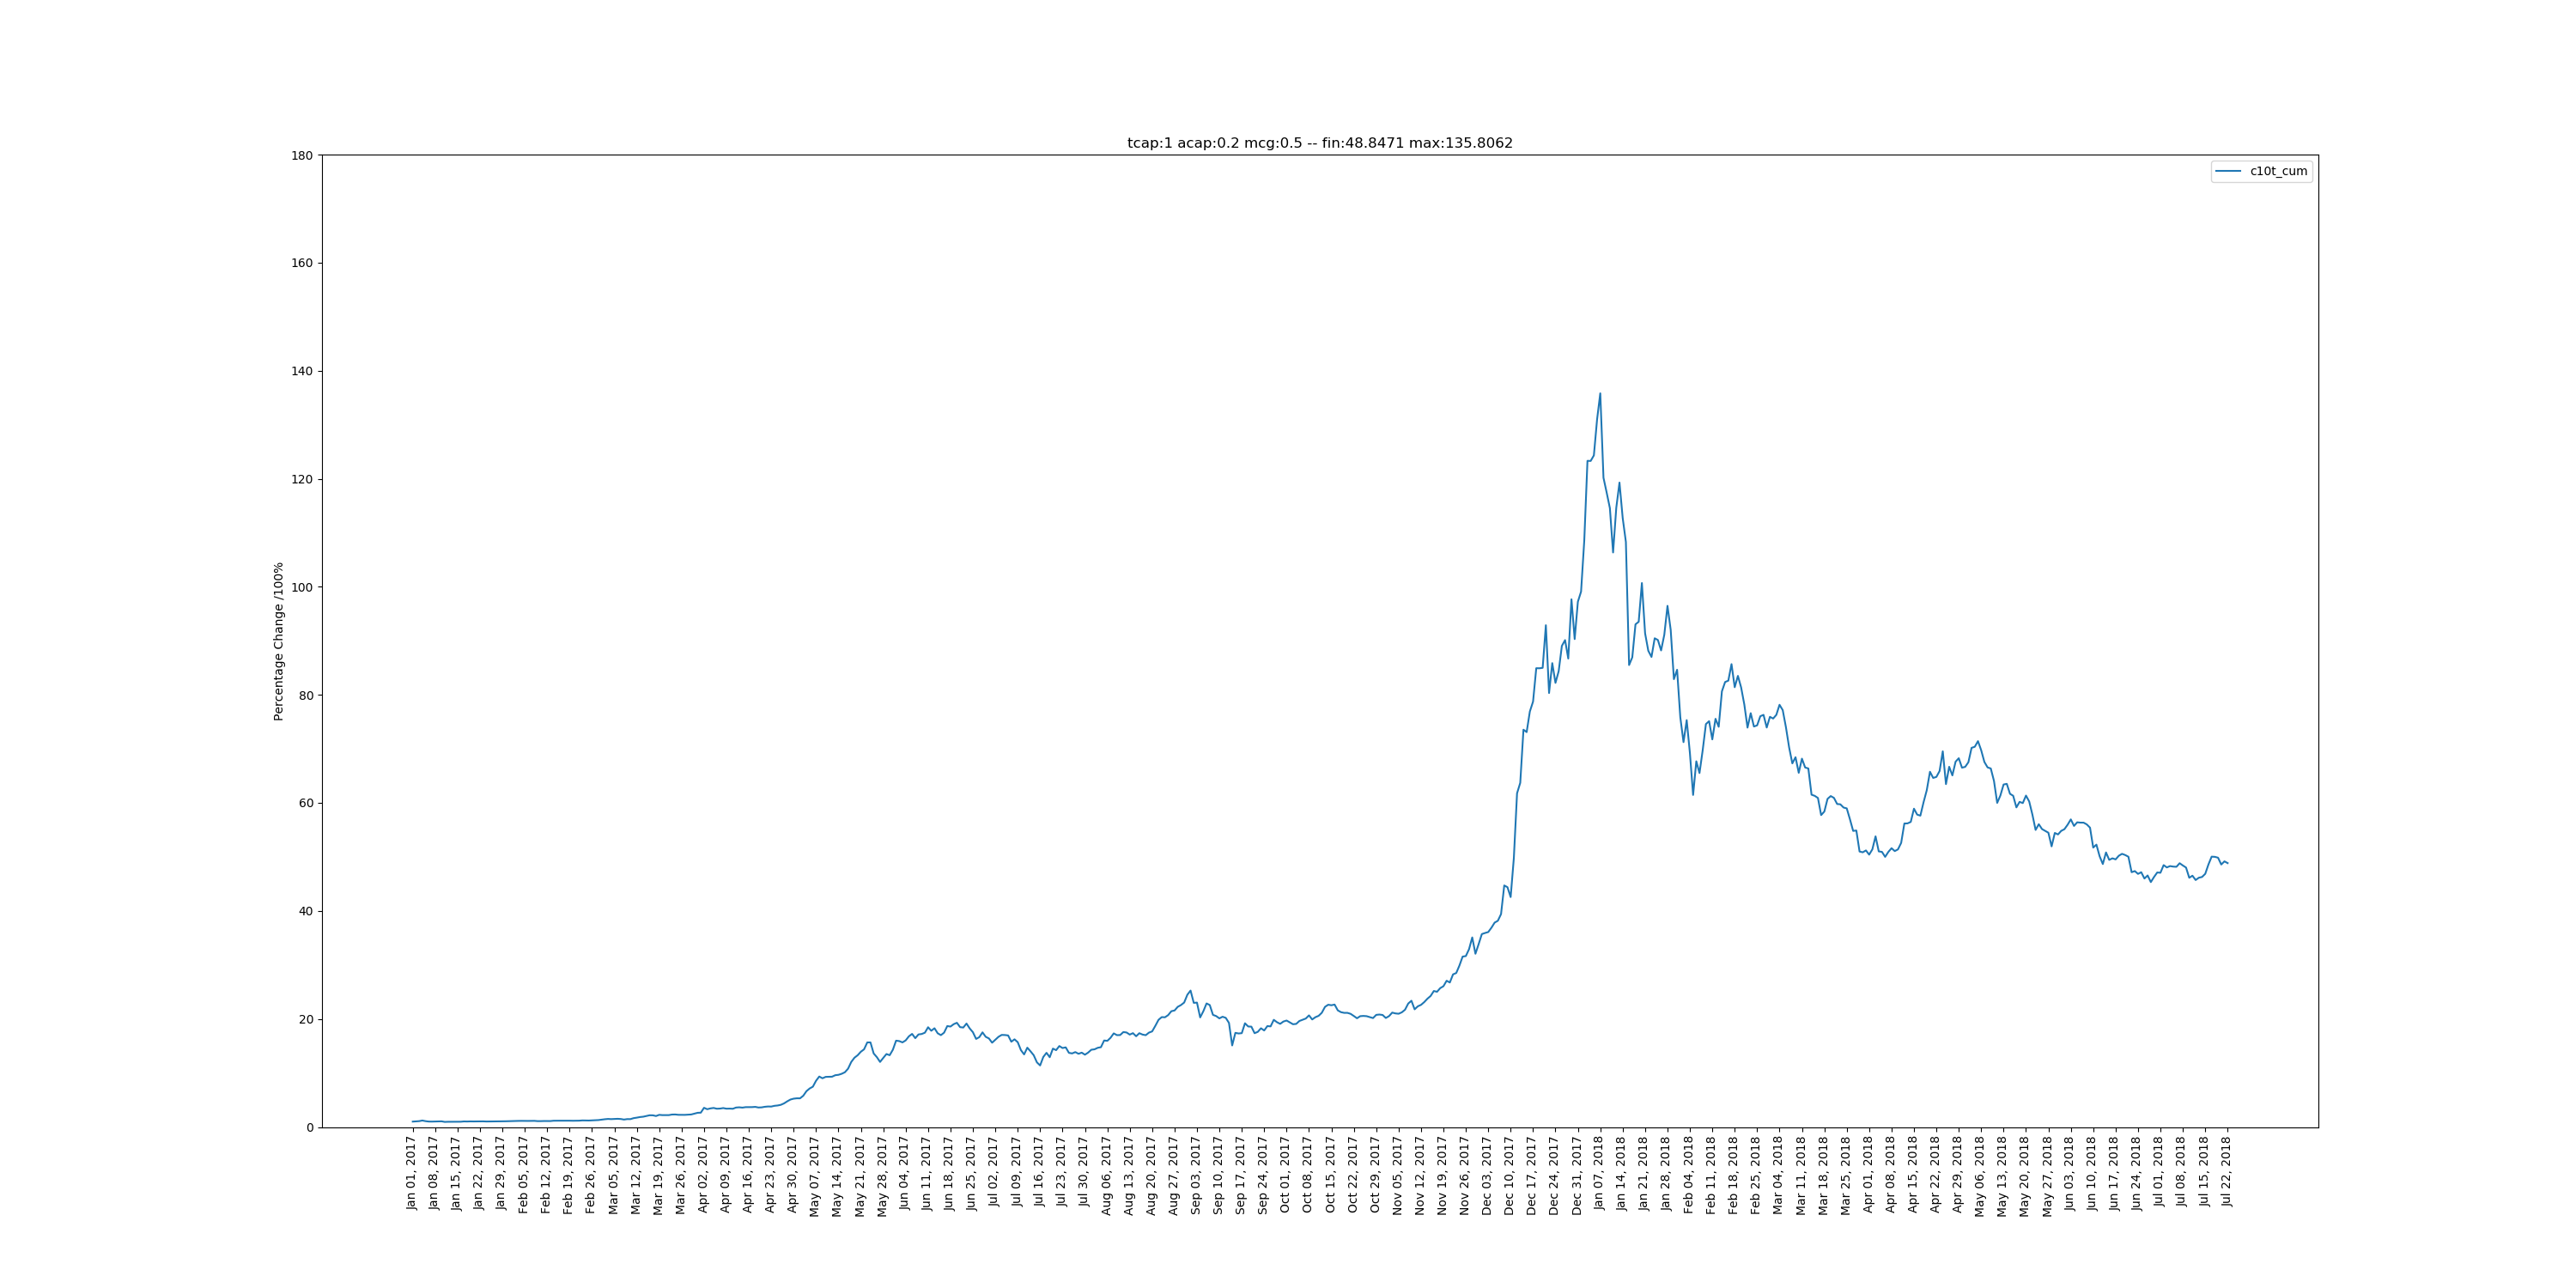 tcap:1 acap:0.2 mcg:0.5 -- fin:48.8471 max:135.8062
c10t_cum
Percentage Change /100%
180
160
140
120
100
80
60
40
20
0
Jan 01, 2017
Jan 08, 2017
Jan 15, 2017
Jan 22, 2017
Jan 29, 2017
Feb 05, 2017
Feb 12, 2017
Feb 19, 2017
Feb 26, 2017
Mar 05, 2017
Mar 12, 2017
Mar 19, 2017
Mar 26, 2017
Apr 02, 2017
Apr 09, 2017
Apr 16, 2017
Apr 23, 2017
Apr 30, 2017
May 07, 2017
May 14, 2017
May 21, 2017
May 28, 2017
Jun 04, 2017
Jun 11, 2017
Jun 18, 2017
Jun 25, 2017
Jul 02, 2017
Jul 09, 2017
Jul 16, 2017
Jul 23, 2017
Jul 30, 2017
Aug 06, 2017
Aug 13, 2017
Aug 20, 2017
Aug 27, 2017
Sep 03, 2017
Sep 10, 2017
Sep 17, 2017
Sep 24, 2017
Oct 01, 2017
Oct 08, 2017
Oct 15, 2017
Oct 22, 2017
Oct 29, 2017
Nov 05, 2017
Nov 12, 2017
Nov 19, 2017
Nov 26, 2017
Dec 03, 2017
Dec 10, 2017
Dec 17, 2017
Dec 24, 2017
Dec 31, 2017
Jan 07, 2018
Jan 14, 2018
Jan 21, 2018
Jan 28, 2018
Feb 04, 2018
Feb 11, 2018
Feb 18, 2018
Feb 25, 2018
Mar 04, 2018
Mar 11, 2018
Mar 18, 2018
Mar 25, 2018
Apr 01, 2018
Apr 08, 2018
Apr 15, 2018
Apr 22, 2018
Apr 29, 2018
May 06, 2018
May 13, 2018
May 20, 2018
May 27, 2018
Jun 03, 2018
Jun 10, 2018
Jun 17, 2018
Jun 24, 2018
Jul 01, 2018
Jul 08, 2018
Jul 15, 2018
Jul 22, 2018